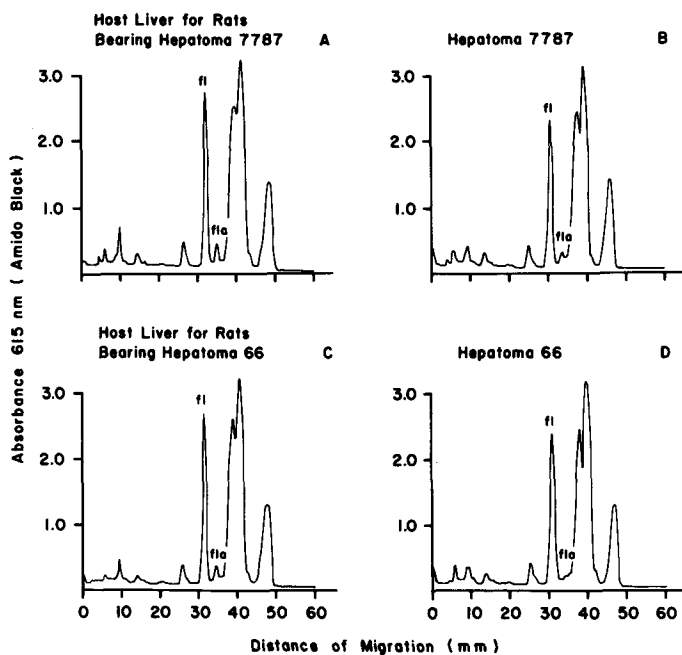 Host Liver for Rats
Bearing Hepatoma 7787 A
Hepatoma 7787 B
3.0
2.0
1.0
fl
fla
3.0
2.0
1.0
fl
fla
Absorbance 615 nm (Amido Black)
Host Liver for Rats
Bearing Hepatoma 66 C
Hepatoma 66 D
3.0
2.0
1.0
fl
fla
0 10 20 30 40 50 60
3.0
2.0
1.0
fl
fla
0 10 20 30 40 50 60
Distance of Migration (mm)